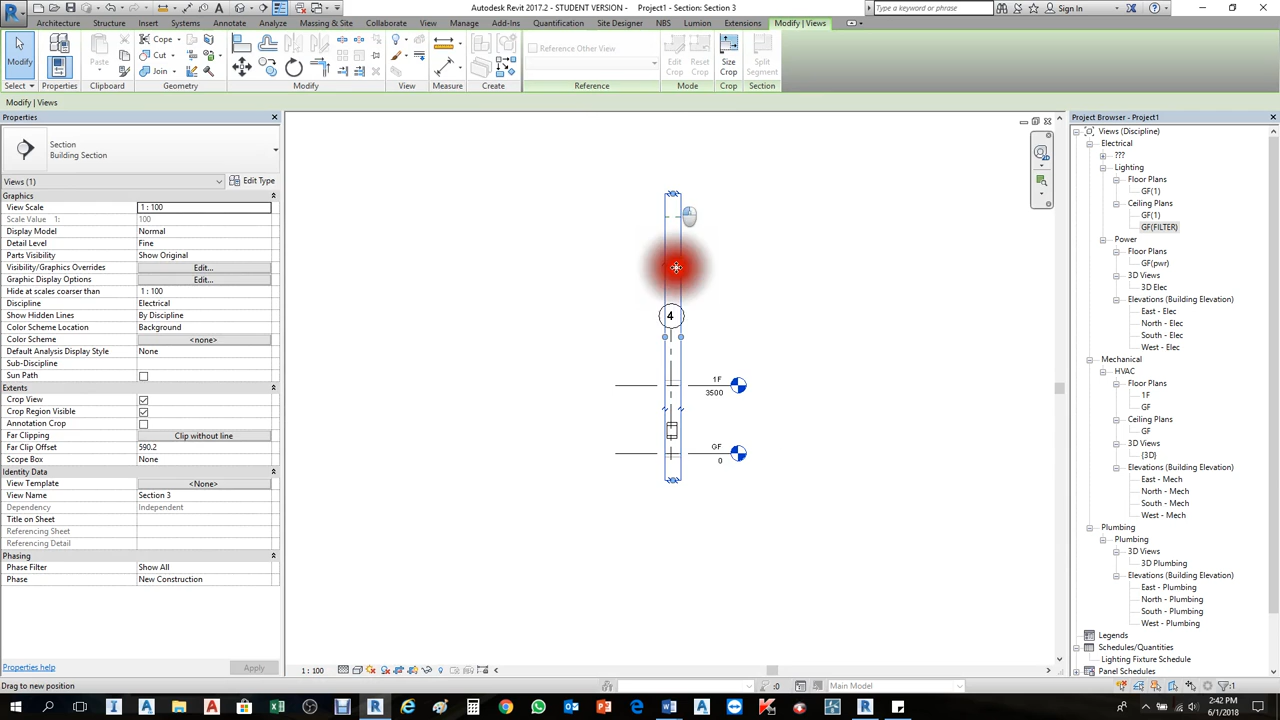 Autodesk Revit 2017.2 - STUDENT VERSION - Project1 - Section: Section 3
Type a keyword or phrase
Sign In
Architecture Structure Insert Systems Annotate Analyze Massing & Site Collaborate View Manage Add-Ins Quantification Site Designer NBS Lumion Extensions Modify | Views
Modify
Paste
Cope
Cut
Join
Reference Other View
Edit Crop
Reset Crop
Size Crop
Split Segment
Select Properties Clipboard Geometry Modify View Measure Create Reference Mode Crop Section
Modify | Views
Properties
Section
Building Section
Views (1)
Edit Type
Graphics
View Scale 1 : 100
Scale Value 1: 100
Display Model Normal
Detail Level Fine
Parts Visibility Show Original
Visibility/Graphics Overrides Edit...
Graphic Display Options Edit...
Hide at scales coarser than 1 : 100
Discipline Electrical
Show Hidden Lines By Discipline
Color Scheme Location Background
Color Scheme <none>
Default Analysis Display Style None
Sub-Discipline
Sun Path
Extents
Crop View
Crop Region Visible
Annotation Crop
Far Clipping Clip without line
Far Clip Offset 590.2
Scope Box None
Identity Data
View Template <None>
View Name Section 3
Dependency Independent
Title on Sheet
Referencing Sheet
Referencing Detail
Phasing
Phase Filter Show All
Phase New Construction
Properties help
Apply
4
1F
3500
GF
0
Project Browser - Project1
Views (Discipline)
Electrical
???
Lighting
Floor Plans
GF(1)
Ceiling Plans
GF(1)
GF(FILTER)
Power
Floor Plans
GF(pwr)
3D Views
3D Elec
Elevations (Building Elevation)
East - Elec
North - Elec
South - Elec
West - Elec
Mechanical
HVAC
Floor Plans
1F
GF
Ceiling Plans
GF
3D Views
{3D}
Elevations (Building Elevation)
East - Mech
North - Mech
South - Mech
West - Mech
Plumbing
Plumbing
3D Views
3D Plumbing
Elevations (Building Elevation)
East - Plumbing
North - Plumbing
South - Plumbing
West - Plumbing
Legends
Schedules/Quantities
Lighting Fixture Schedule
Panel Schedules
1 : 100
Drag to new position
:0
Main Model
:1
2:42 PM
6/1/2018